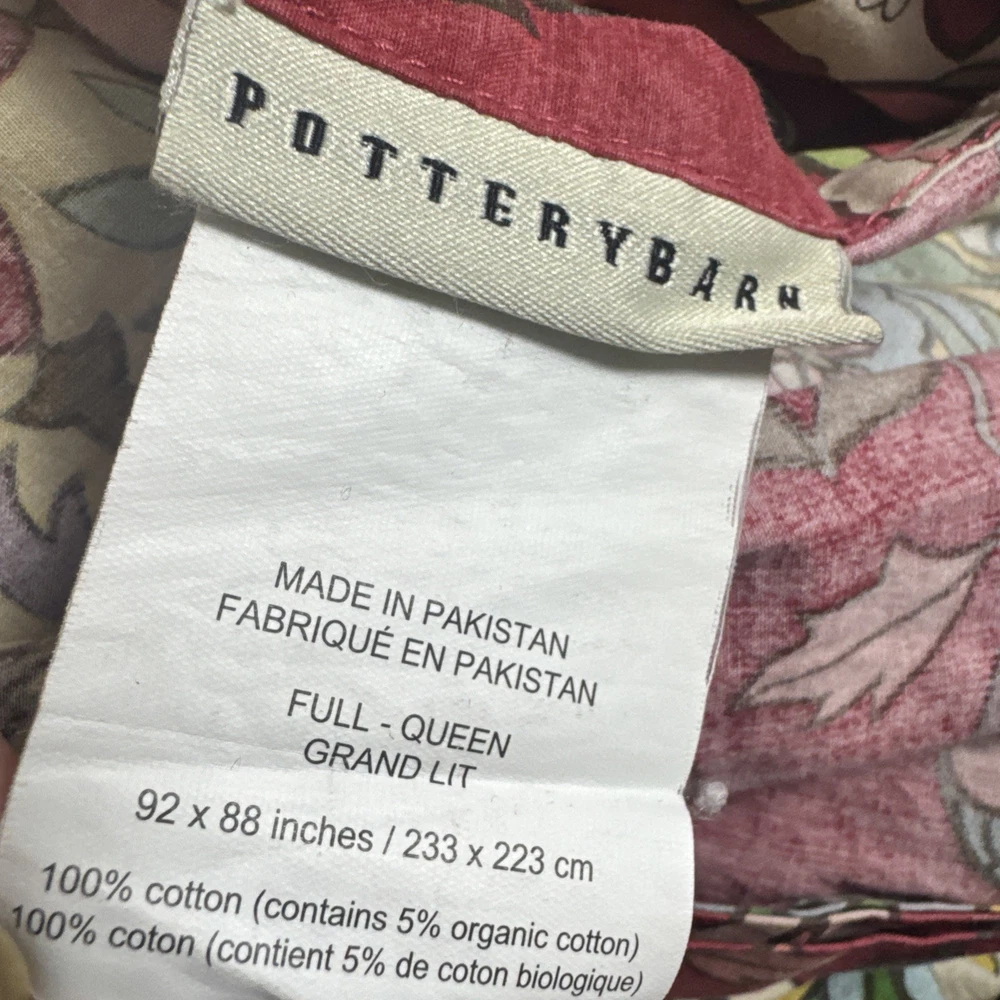 POTTERYBARN
MADE IN PAKISTAN
FABRIQUÉ EN PAKISTAN
FULL - QUEEN
GRAND LIT
92 x 88 inches / 233 x 223 cm
100% cotton (contains 5% organic cotton)
100% coton (contient 5% de coton biologique)